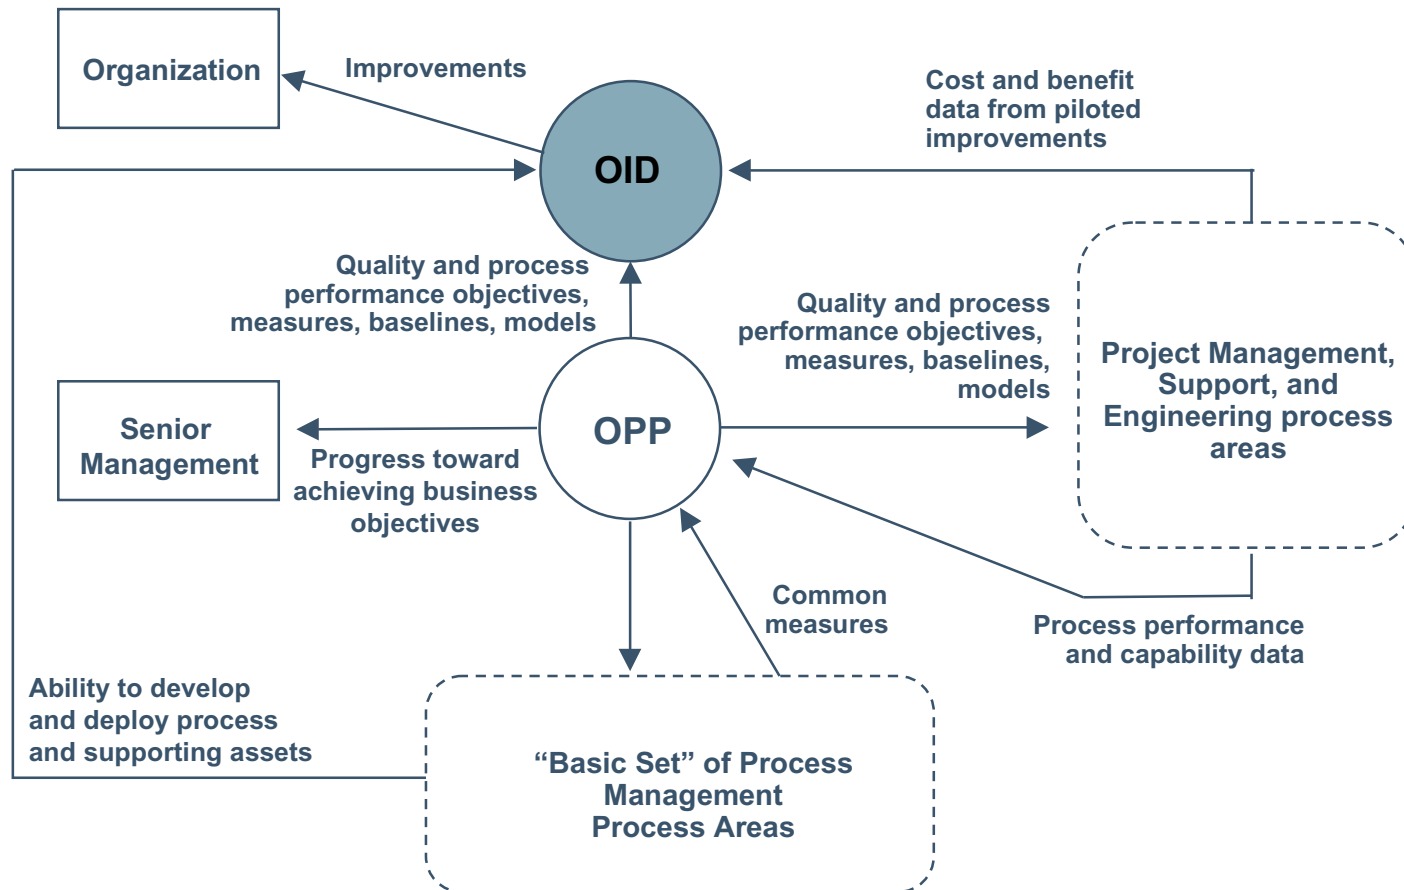 Organization
Improvements
OID
Cost and benefit
data from piloted
improvements
Quality and process
performance objectives,
measures, baselines, models
Quality and process
performance objectives,
measures, baselines,
models
Project Management,
Support, and
Engineering process
areas
Senior
Management
OPP
Progress toward
achieving business
objectives
Common
measures
Process performance
and capability data
Ability to develop
and deploy process
and supporting assets
“Basic Set” of Process
Management
Process Areas